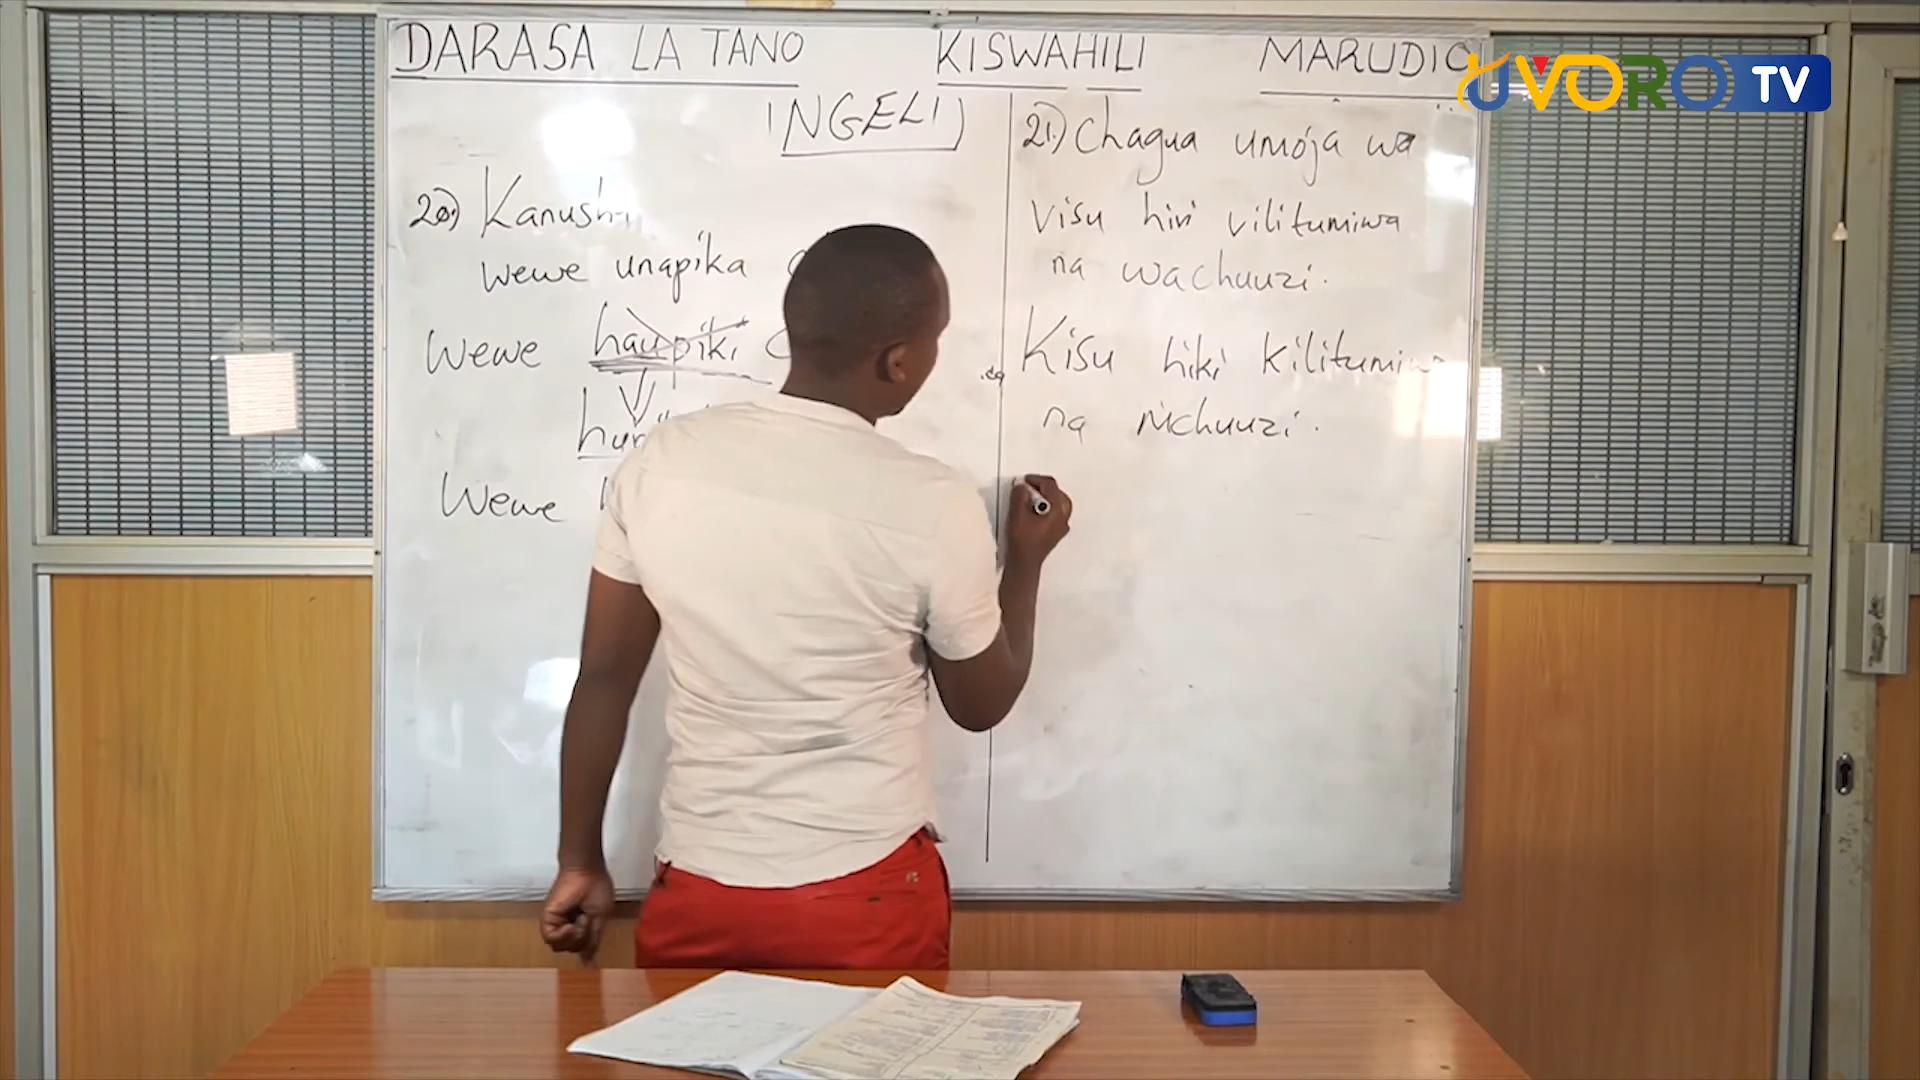 DARASA LA TANO KISWAHILI MARUDIO
UVORO TV
NGELI
20) Kanush
wewe unapika
Wewe haupiki
Wewe
21) Chagua umoja wa
visu hivi vilitumiwa
na wachuuzi.
Kisu hiki kilitumiwa
na mchuuzi.